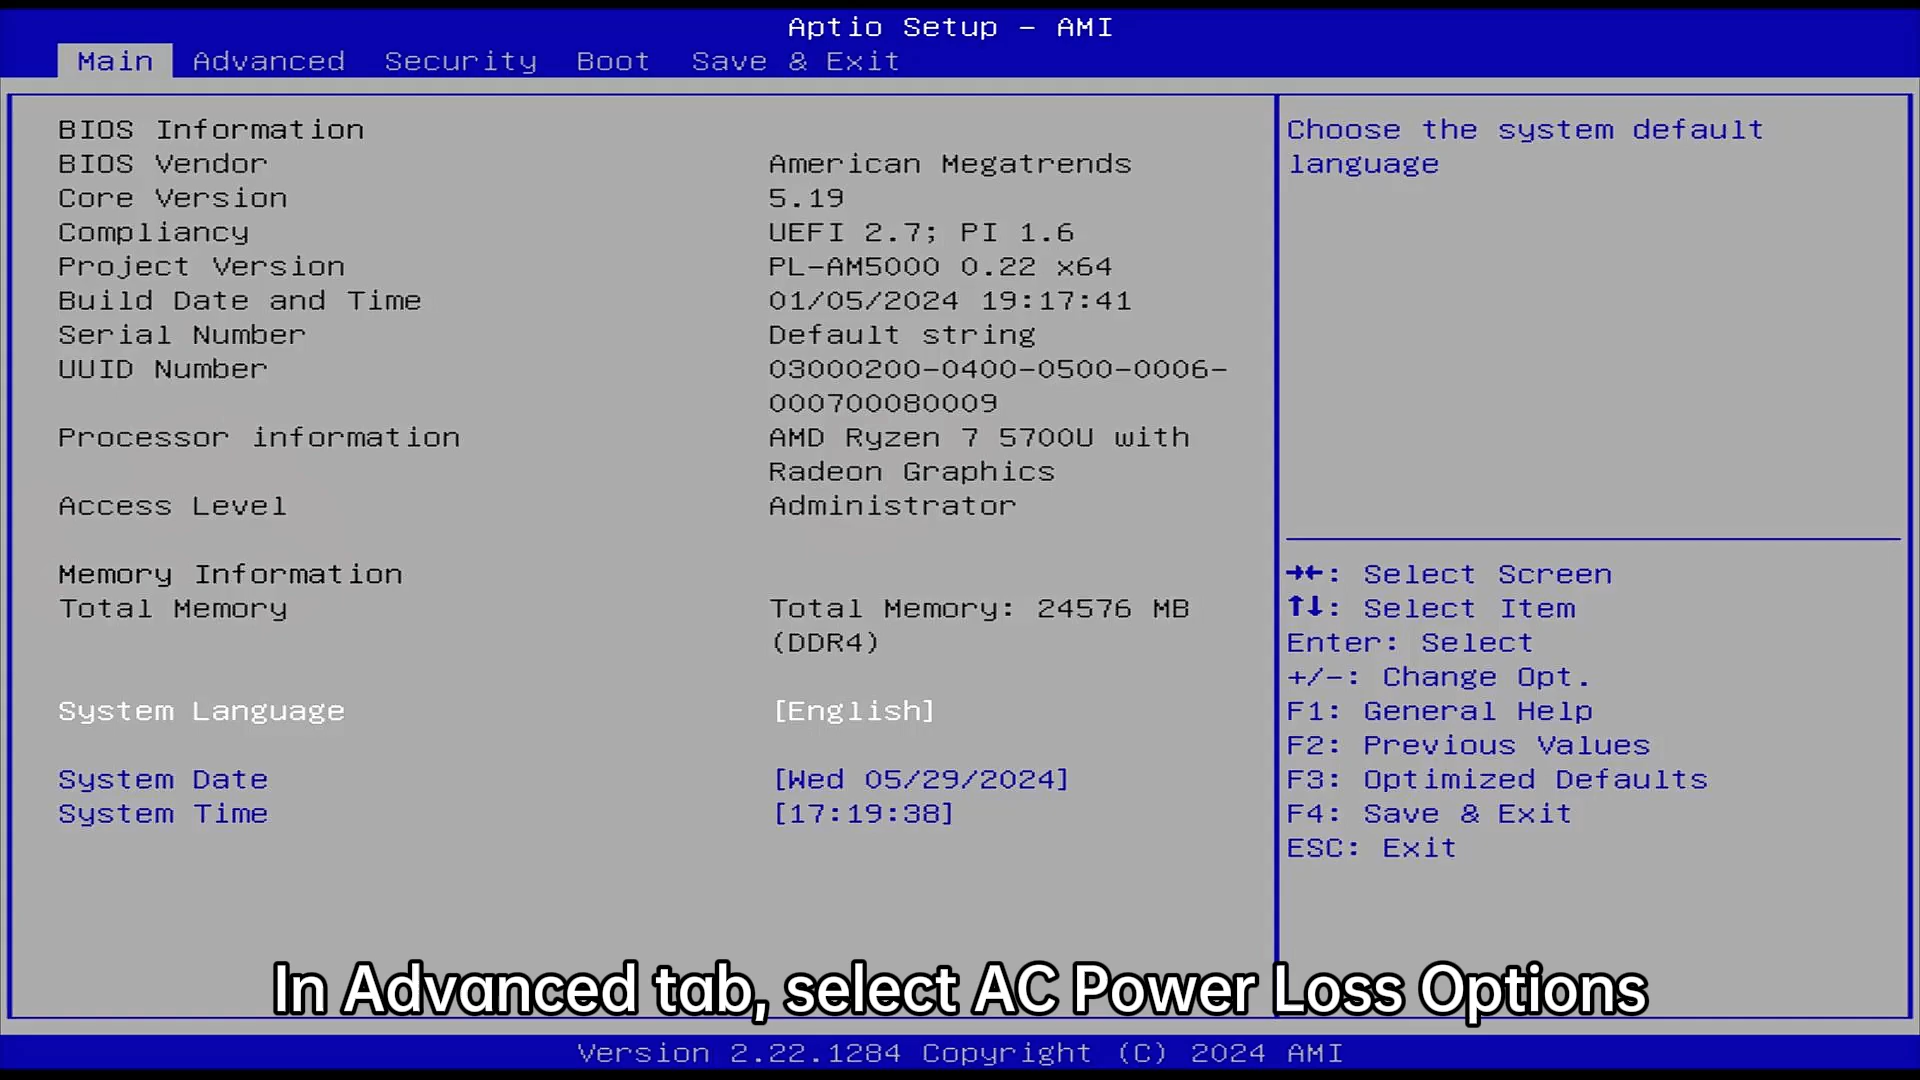 Aptio Setup – AMI
Main Advanced Security Boot Save & Exit
BIOS Information
BIOS Vendor American Megatrends
Core Version 5.19
Compliancy UEFI 2.7; PI 1.6
Project Version PL-AM5000 0.22 x64
Build Date and Time 01/05/2024 19:17:41
Serial Number Default string
UUID Number 03000200-0400-0500-0006-
000700080009
Processor information AMD Ryzen 7 5700U with
Radeon Graphics
Access Level Administrator
Memory Information
Total Memory Total Memory: 24576 MB
(DDR4)
System Language [English]
System Date [Wed 05/29/2024]
System Time [17:19:38]
Choose the system default
language
→←: Select Screen
↑↓: Select Item
Enter: Select
+/-: Change Opt.
F1: General Help
F2: Previous Values
F3: Optimized Defaults
F4: Save & Exit
ESC: Exit
In Advanced tab, select AC Power Loss Options
Version 2.22.1284 Copyright (C) 2024 AMI